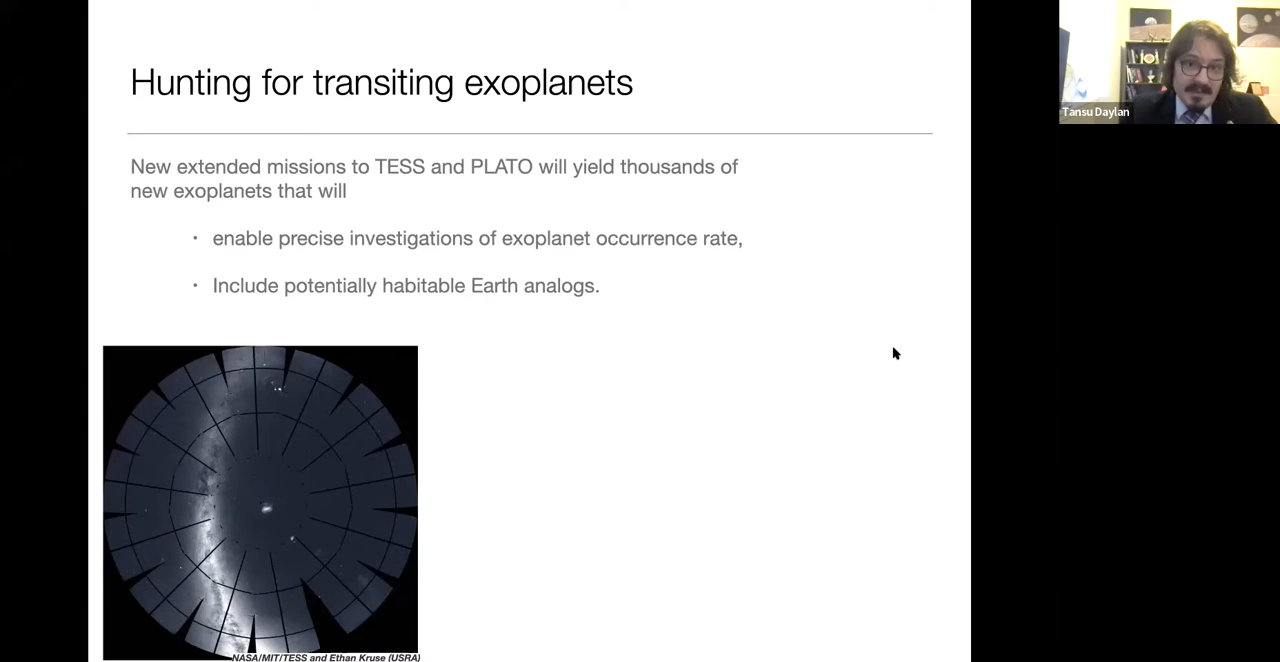 Hunting for transiting exoplanets
New extended missions to TESS and PLATO will yield thousands of
new exoplanets that will
· enable precise investigations of exoplanet occurrence rate,
· Include potentially habitable Earth analogs.
NASA/MIT/TESS and Ethan Kruse (USRA)
Tansu Daylan